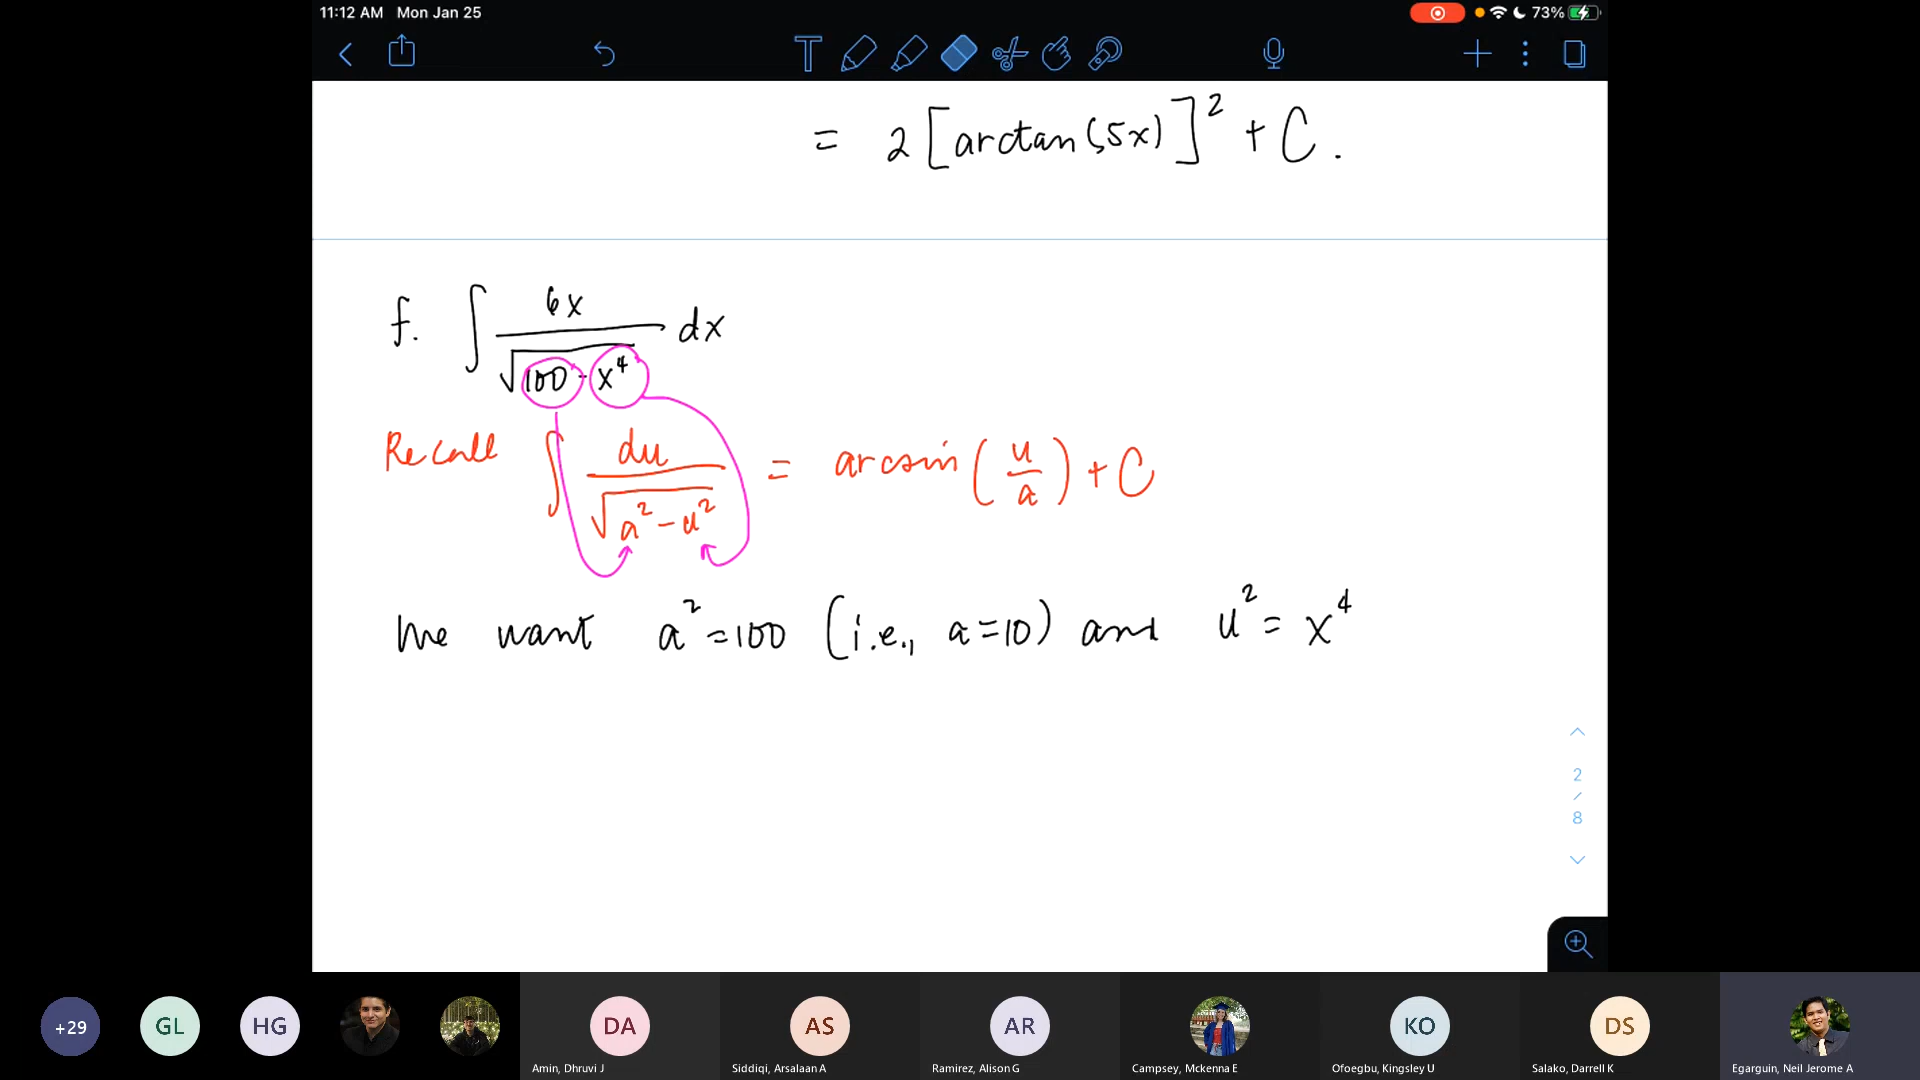 11:12 AM Mon Jan 25
73%
T
= 2 [arctan(5x)]² + C.
f. ∫ 6x / √(100 - x⁴) dx
Recall ∫ du / √(a² - u²) = arcsin(u/a) + C
We want a² = 100 (i.e., a = 10) and u² = x⁴
2
/
8
+29 GL HG DA AS AR KO DS
Amin, Dhruvi J Siddiqi, Arsalaan A Ramirez, Alison G Campsey, Mckenna E Ofoegbu, Kingsley U Salako, Darrell K Egarguin, Neil Jerome A